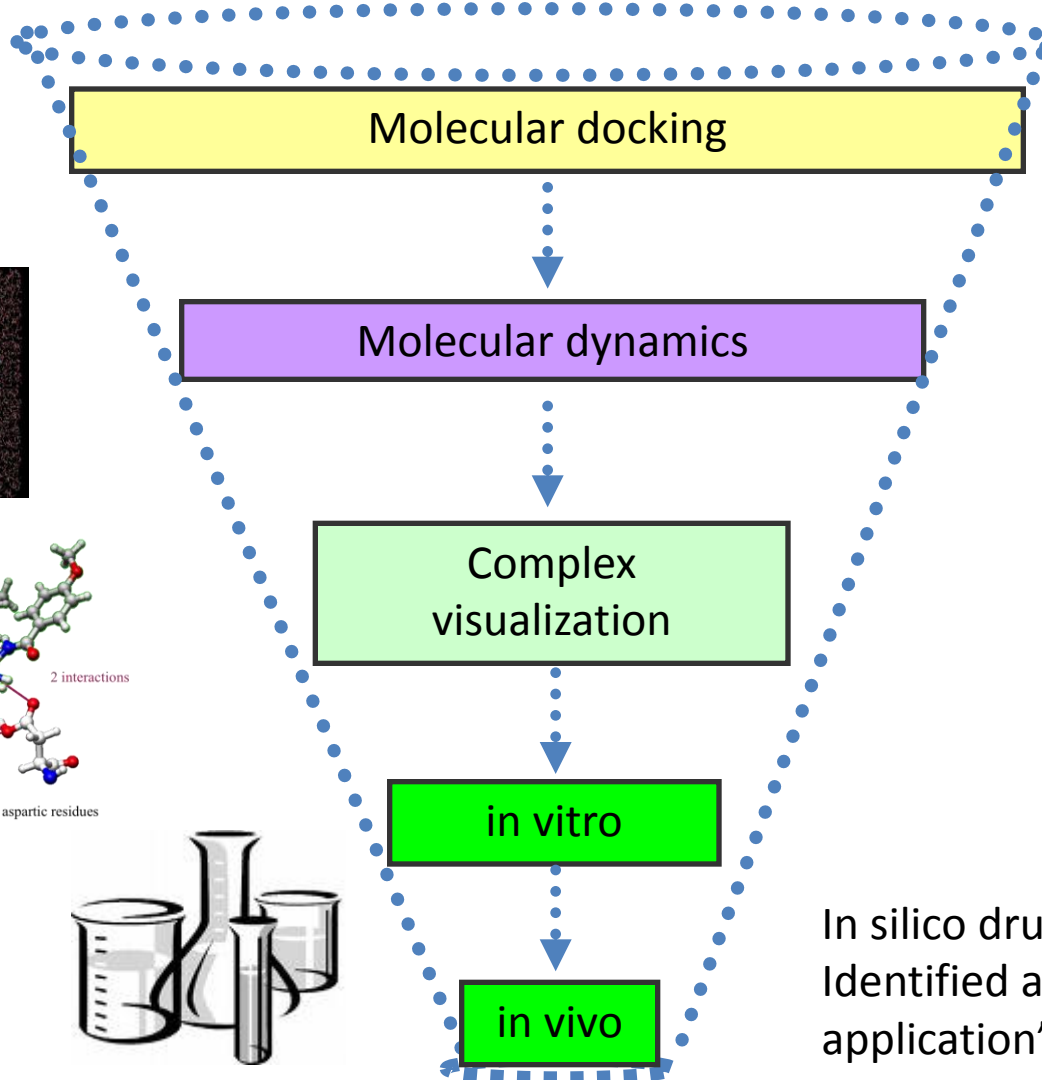 Molecular docking
Molecular dynamics
Complex
visualization
2 interactions
aspartic residues
in vitro
in vivo
In silico dru
Identified a
application'